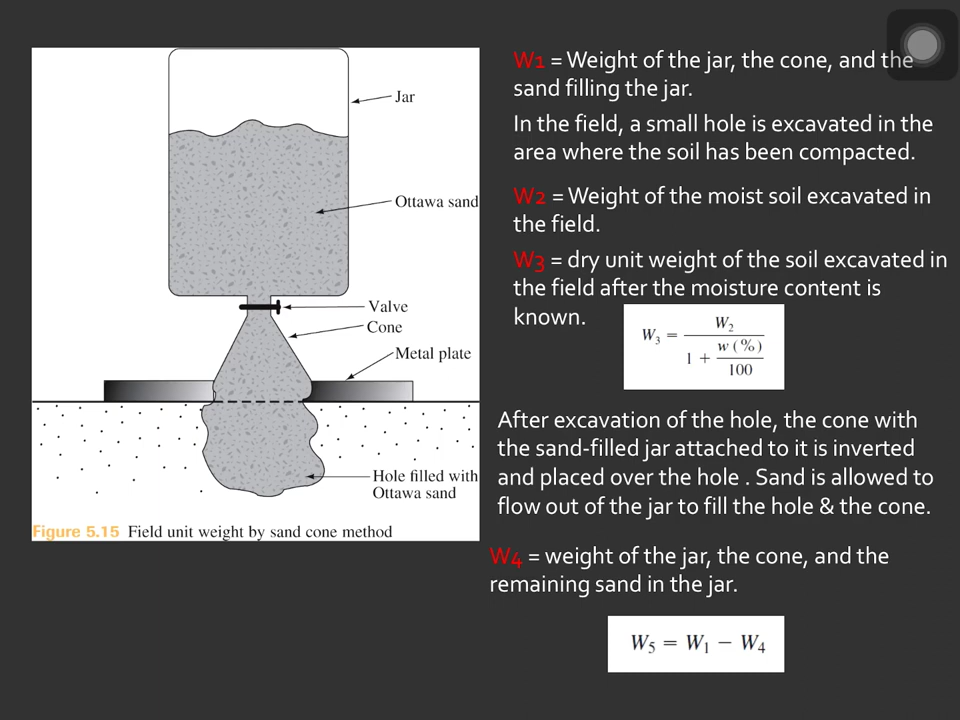 Jar
Ottawa sand
Valve
Cone
Metal plate
Hole filled with
Ottawa sand
Figure 5.15 Field unit weight by sand cone method
W1 = Weight of the jar, the cone, and the
sand filling the jar.
In the field, a small hole is excavated in the
area where the soil has been compacted.
W2 = Weight of the moist soil excavated in
the field.
W3 = dry unit weight of the soil excavated in
the field after the moisture content is
known.
W₃ = W₂ / (1 + w (%) / 100)
After excavation of the hole, the cone with
the sand-filled jar attached to it is inverted
and placed over the hole . Sand is allowed to
flow out of the jar to fill the hole & the cone.
W4 = weight of the jar, the cone, and the
remaining sand in the jar.
W₅ = W₁ − W₄